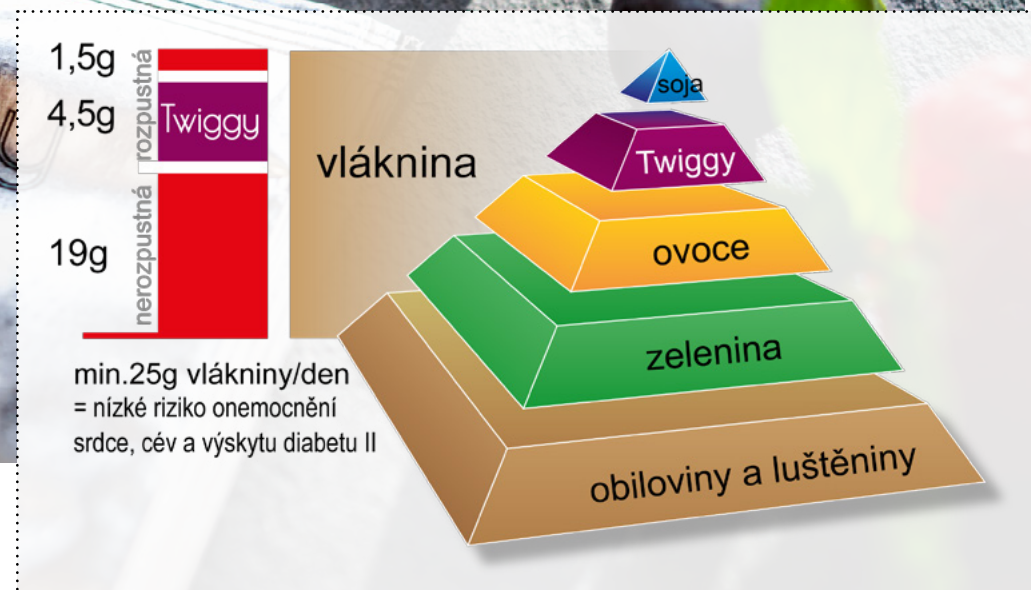 1,5g
rozpustná
4,5g
Twiggy
nerozpustná
19g
min.25g vlákniny/den
= nízké riziko onemocnění
srdce, cév a výskytu diabetu II
vláknina
soja
Twiggy
ovoce
zelenina
obiloviny a luštěniny